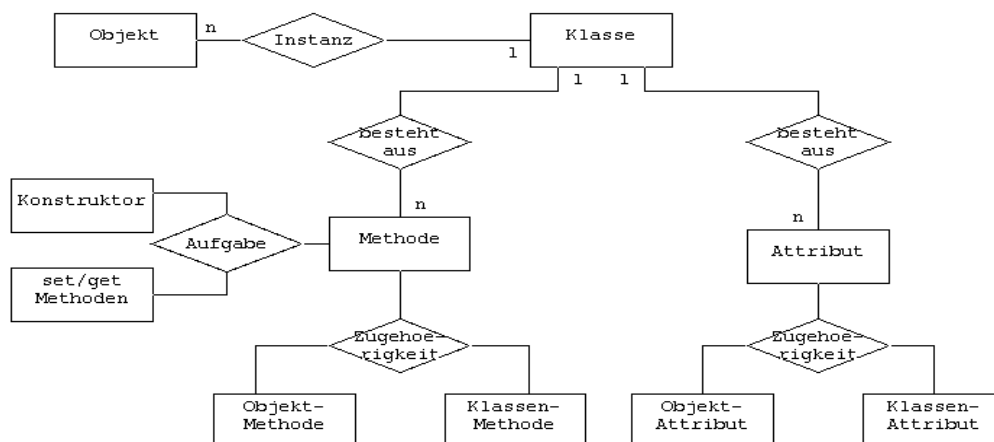 Objekt
n
Instanz
1
Klasse
1
1
besteht
aus
besteht
aus
n
n
Konstruktor
Aufgabe
Methode
Attribut
set/get
Methoden
Zugehoe-
rigkeit
Zugehoe-
rigkeit
Objekt-
Methode
Klassen-
Methode
Objekt-
Attribut
Klassen-
Attribut